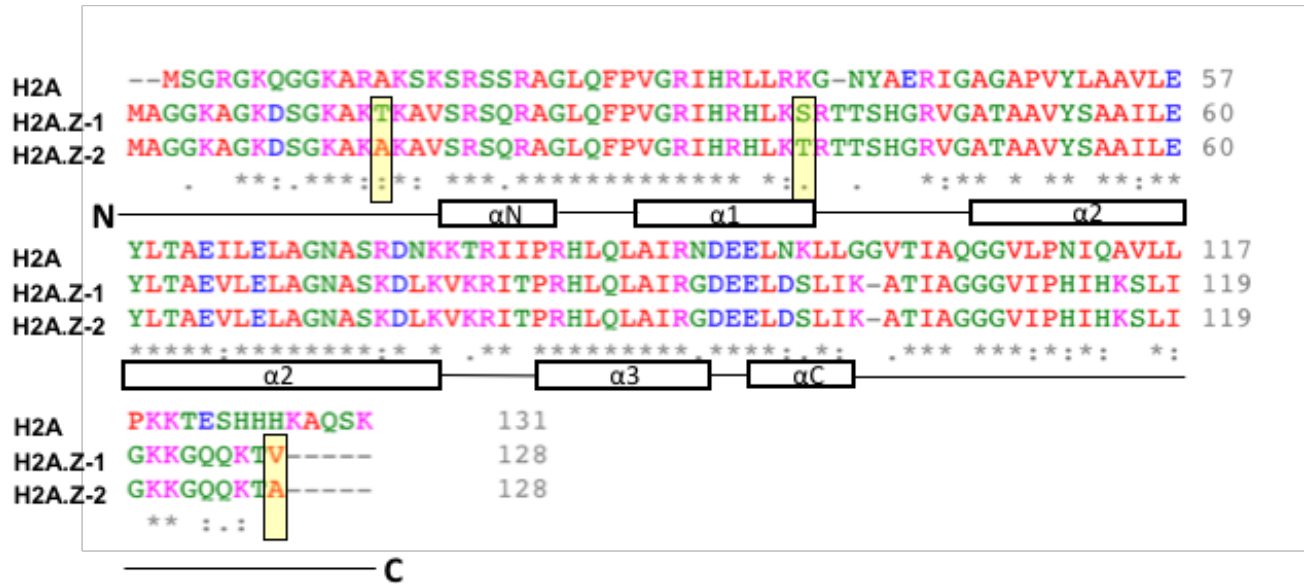 H2A --MSGRGKQGGKARAKSKSRSSRAGLQFPVGRIHRLLRKG-NYAERIGAGAPVYLAAVLE 57
H2A.Z-1 MAGGKAGKDSGKAKTKAVSRSQRAGLQFPVGRIHRHLKSRTTSHGRVGATAAVYSAAILE 60
H2A.Z-2 MAGGKAGKDSGKAKAKAVSRSQRAGLQFPVGRIHRHLKTRTTSHGRVGATAAVYSAAILE 60
. **:.***::*: ***.************* *:. . *:** * ** **:**
N αN α1 α2
H2A YLTAEILELAGNASRDNKKTRIIPRHLQLAIRNDEELNKLLGGVTIAQGGVLPNIQAVLL 117
H2A.Z-1 YLTAEVLELAGNASKDLKVKRITPRHLQLAIRGDEELDSLIK-ATIAGGGVIPHIHKSLI 119
H2A.Z-2 YLTAEVLELAGNASKDLKVKRITPRHLQLAIRGDEELDSLIK-ATIAGGGVIPHIHKSLI 119
*****:********:* * .** *********.****:.*: .*** ***:*:*: *:
α2 α3 αC
H2A PKKTESHHHKAQSK 131
H2A.Z-1 GKKGQQKTV----- 128
H2A.Z-2 GKKGQQKTA----- 128
** :.:
C